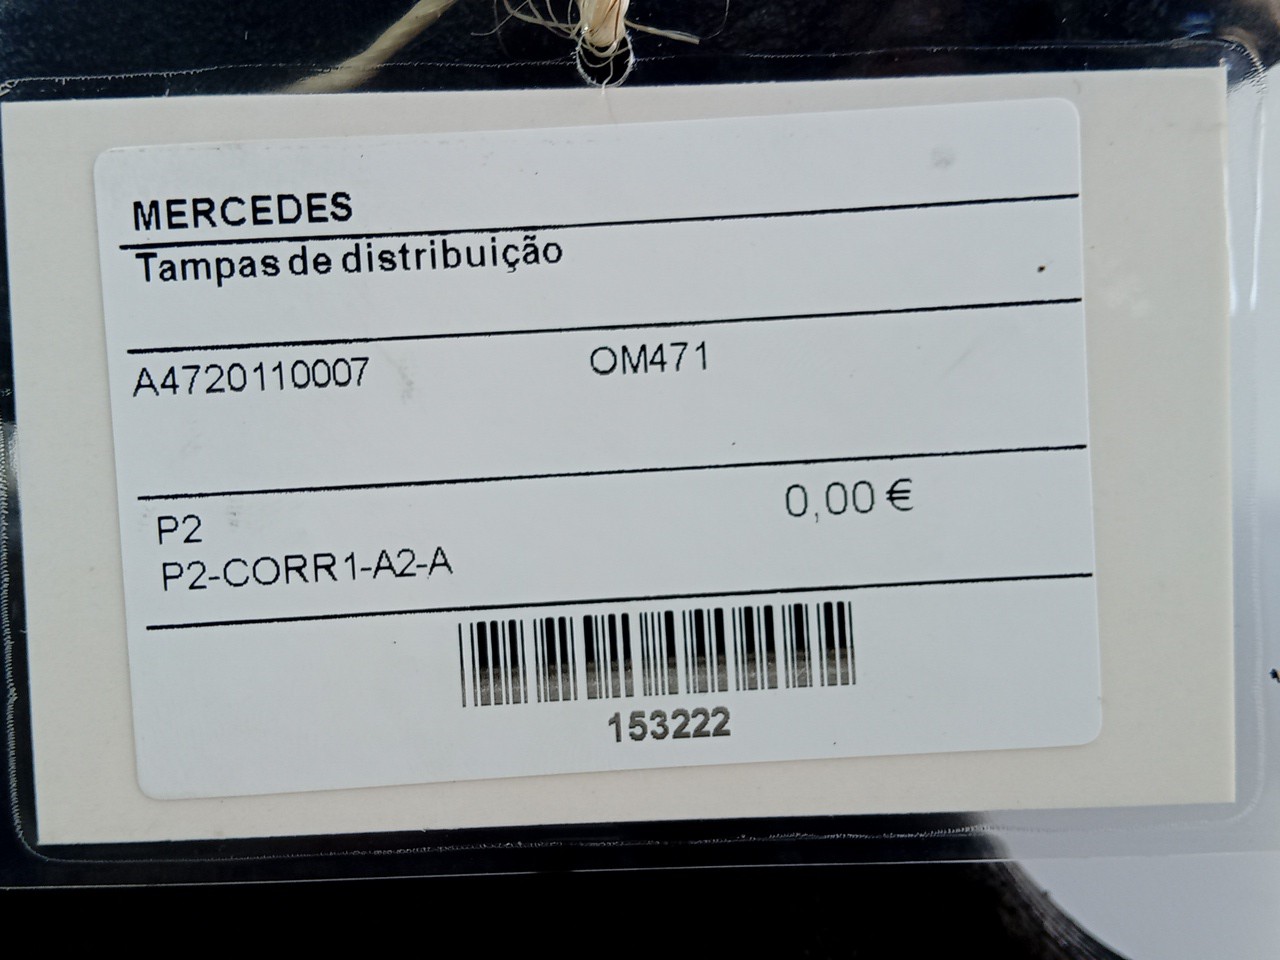 MERCEDES
Tampas de distribuição
A4720110007 OM471
P2 0,00 €
P2-CORR1-A2-A
153222